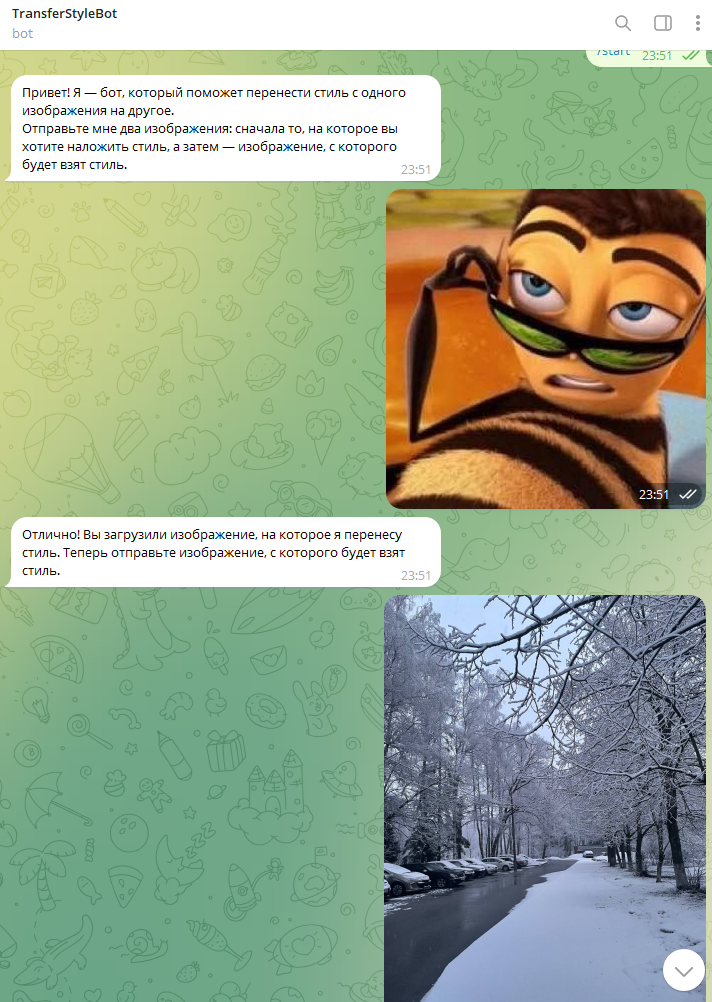 TransferStyleBot
bot
/start
23:51
Привет! Я — бот, который поможет перенести стиль с одного
изображения на другое.
Отправьте мне два изображения: сначала то, на которое вы
хотите наложить стиль, а затем — изображение, с которого
будет взят стиль.
23:51
23:51
Отлично! Вы загрузили изображение, на которое я перенесу
стиль. Теперь отправьте изображение, с которого будет взят
стиль.
23:51